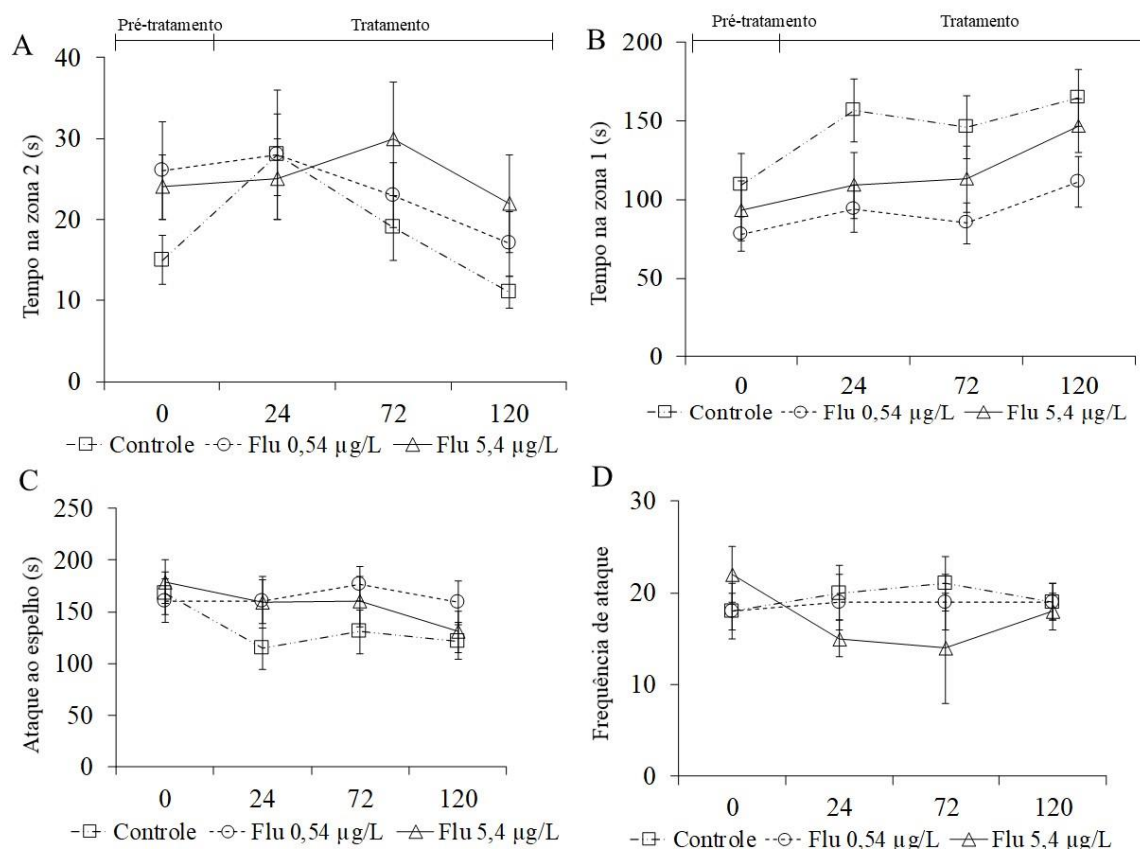 A
Pré-tratamento Tratamento
Tempo na zona 2 (s)
40
30
20
10
0
0 24 72 120
Controle Flu 0,54 µg/L Flu 5,4 µg/L
B
Pré-tratamento Tratamento
Tempo na zona 1 (s)
200
150
100
50
0
0 24 72 120
Controle Flu 0,54 µg/L Flu 5,4 µg/L
C
Ataque ao espelho (s)
250
200
150
100
50
0
0 24 72 120
Controle Flu 0,54 µg/L Flu 5,4 µg/L
D
Frequência de ataque
30
20
10
0
0 24 72 120
Controle Flu 0,54 µg/L Flu 5,4 µg/L